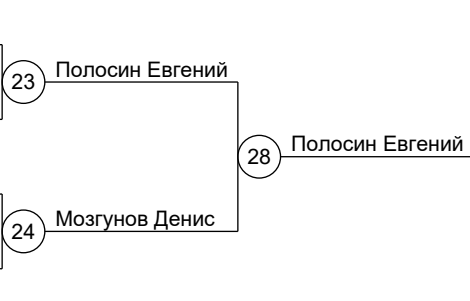 Полосин Евгений
23
28
Полосин Евгений
Мозгунов Денис
24